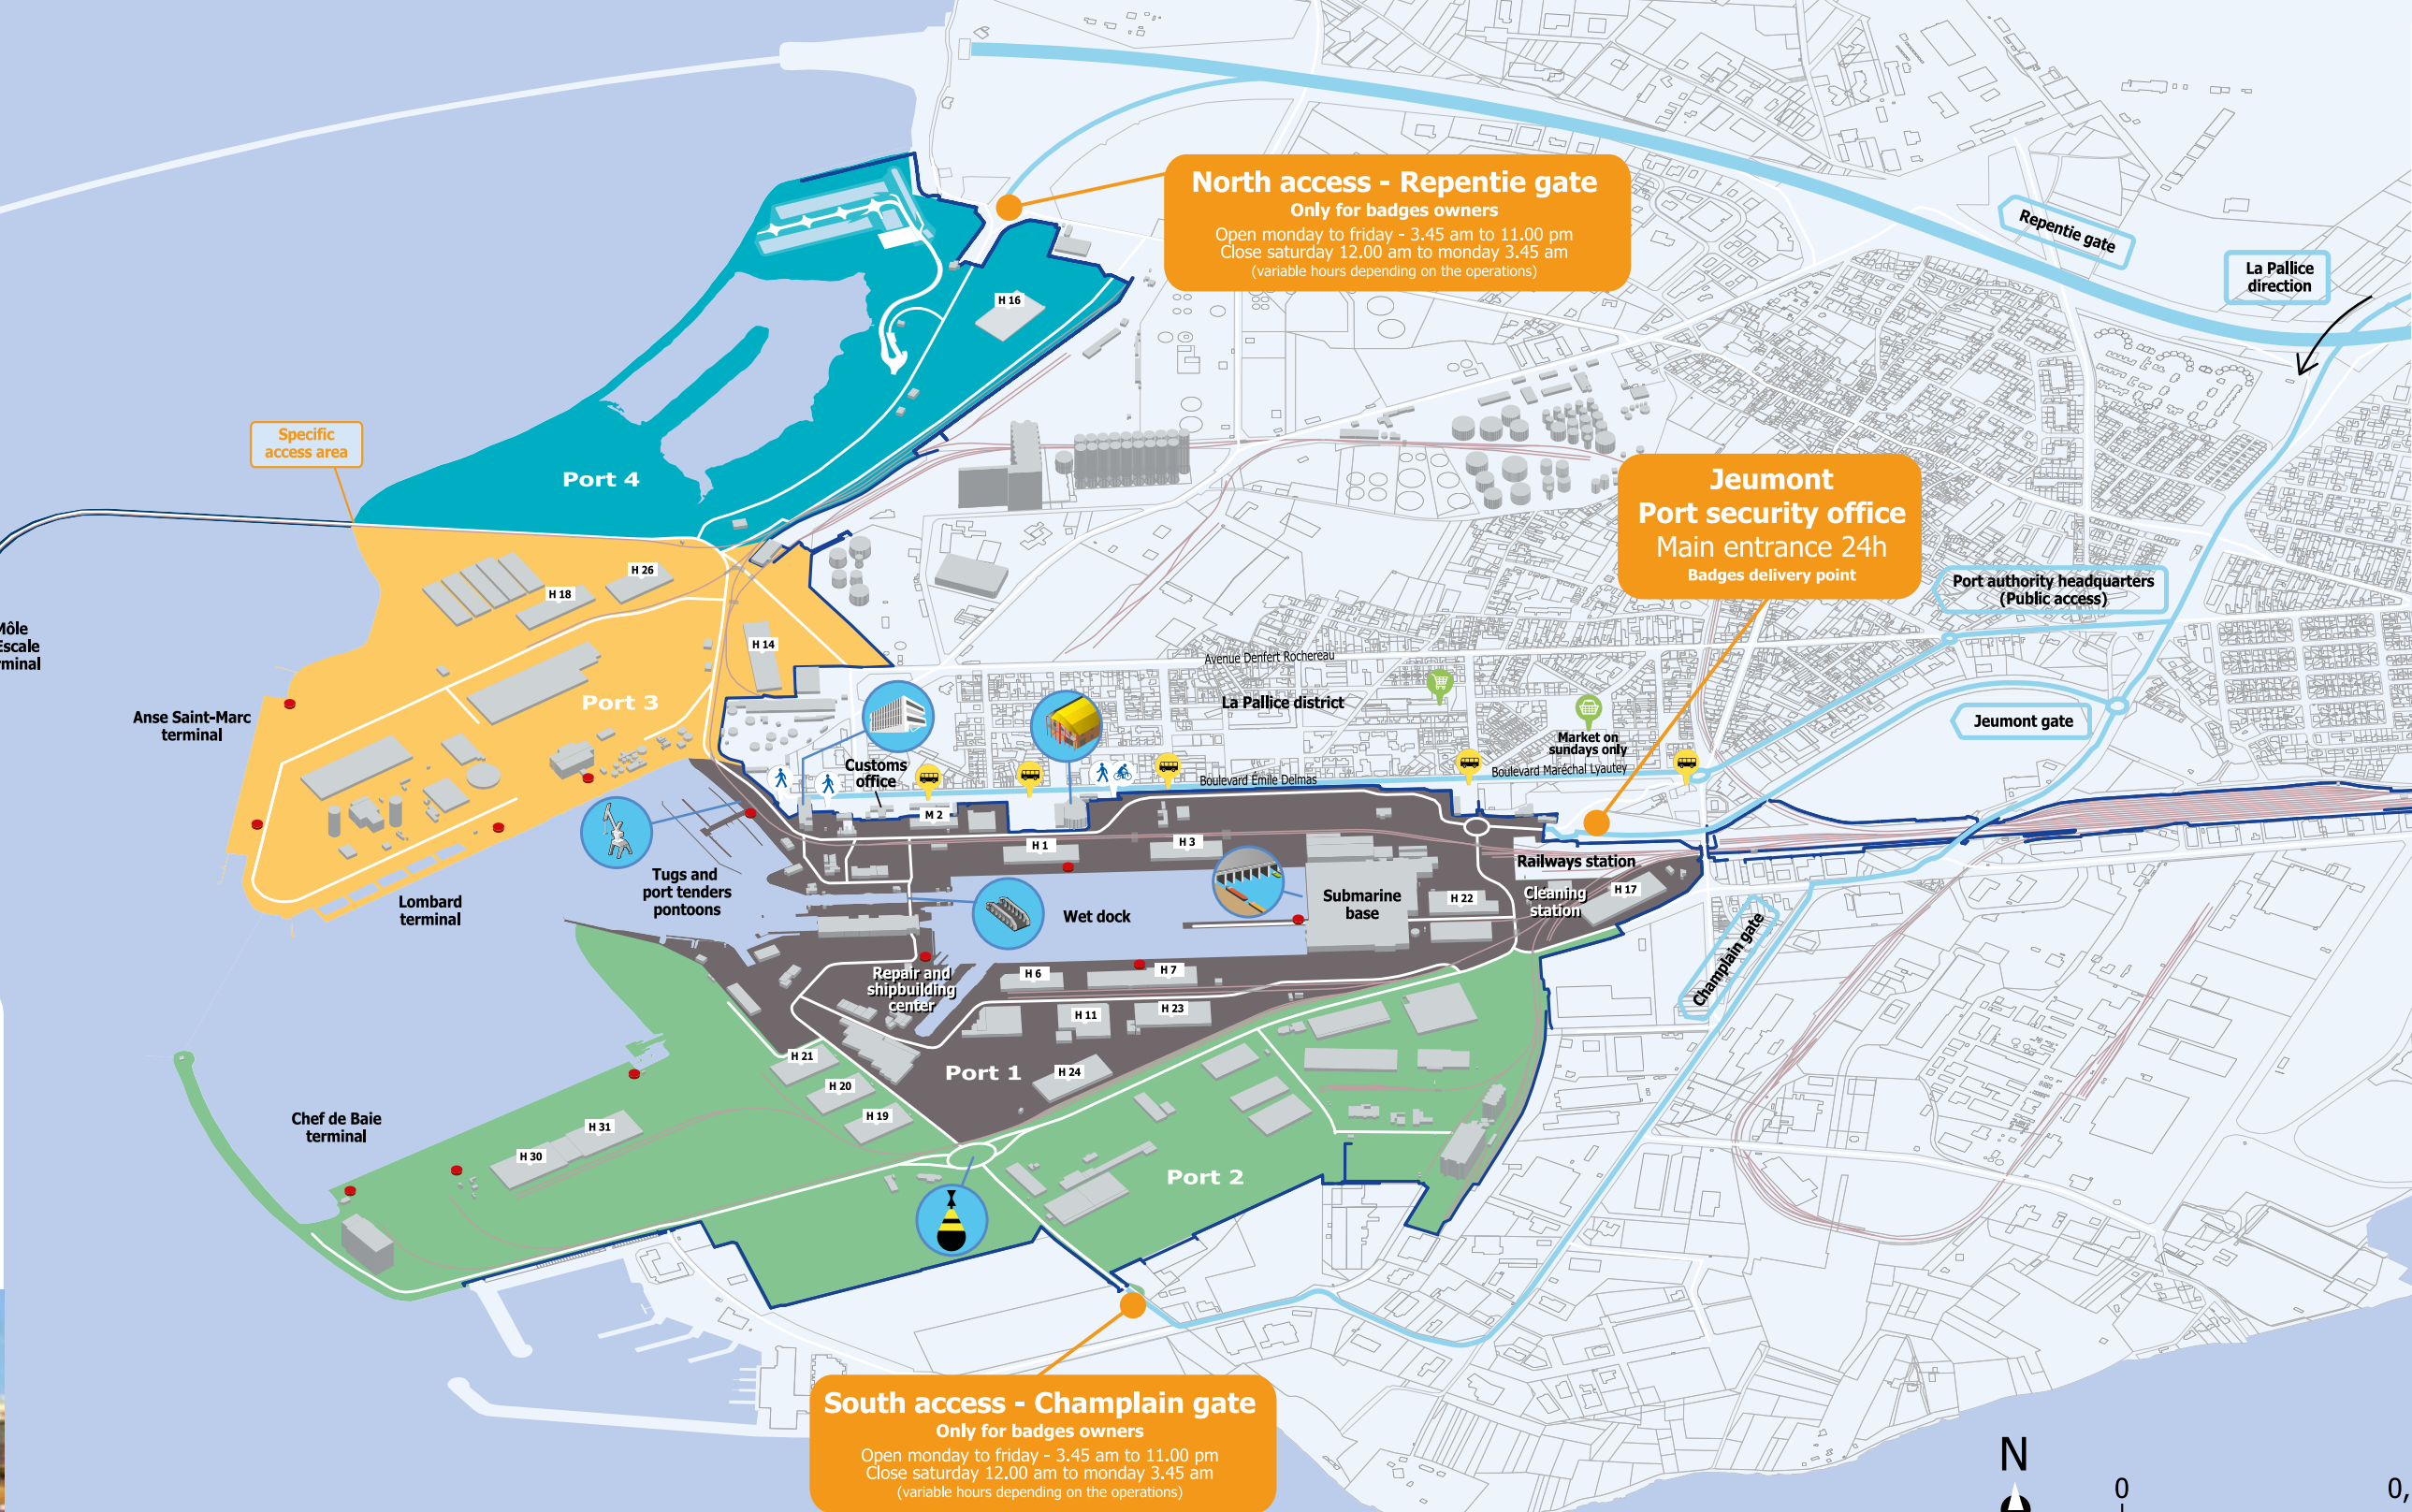 North access - Repentie gate
Only for badges owners
Open monday to friday - 3.45 am to 11.00 pm
Close saturday 12.00 am to monday 3.45 am
(variable hours depending on the operations)
Repentie gate
La Pallice
direction
H 16
Specific
access area
Port 4
Jeumont
Port security office
Main entrance 24h
Badges delivery point
Port authority headquarters
(Public access)
H 26
H 18
H 14
Môle
Escale
Avenue Denfert Rochereau
Port 3
La Pallice district
Anse Saint-Marc
terminal
Jeumont gate
Market on
sundays only
Customs
office
Boulevard Maréchal Lyautey
Boulevard Émile Delmas
M 2
H 1
H 3
Railways station
Tugs and
port tenders
pontoons
Lombard
terminal
Wet dock
Submarine
base
H 22
Cleaning
station
H 17
Champlain gate
Repair and
shipbuilding
center
H 6
H 7
H 11
H 23
H 21
H 20
H 19
Port 1
H 24
Chef de Baie
terminal
H 31
H 30
Port 2
South access - Champlain gate
Only for badges owners
Open monday to friday - 3.45 am to 11.00 pm
Close saturday 12.00 am to monday 3.45 am
(variable hours depending on the operations)
N
0
0,